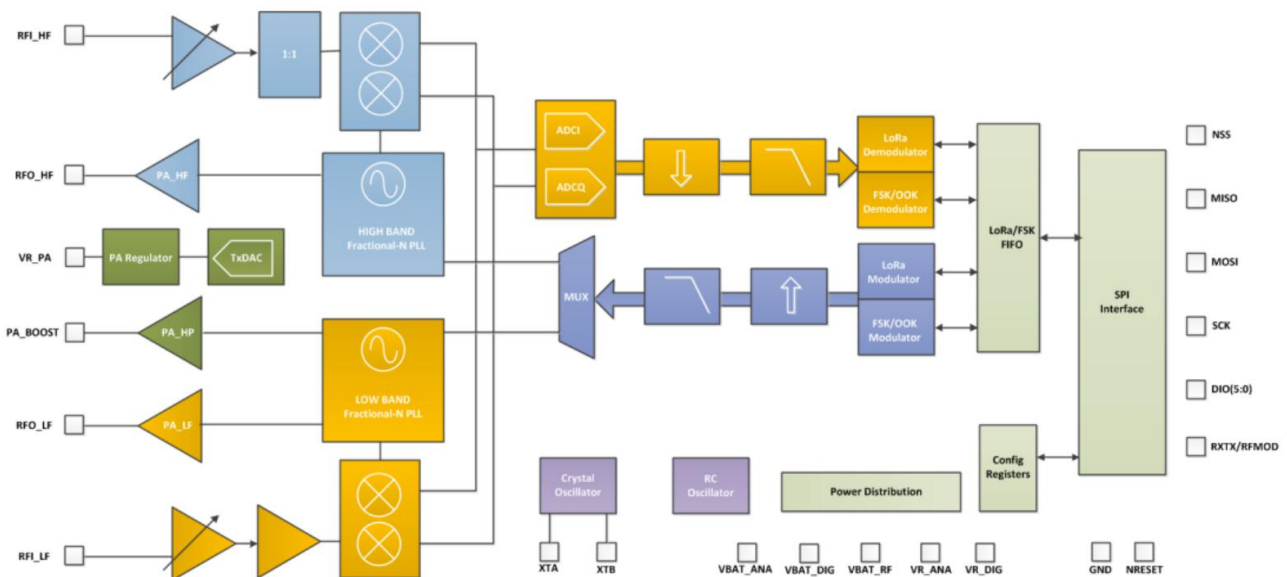 RFI_HF
1:1
ADCI
LoRa
Demodulator
NSS
RFO_HF
PA_HF
ADCQ
FSK/OOK
Demodulator
MISO
HIGH BAND
Fractional-N PLL
LoRa/FSK
FIFO
VR_PA
PA Regulator
TxDAC
MUX
LoRa
Modulator
MOSI
SPI
Interface
PA_BOOST
PA_HP
FSK/OOK
Modulator
SCK
LOW BAND
Fractional-N PLL
DIO(5:0)
RFO_LF
PA_LF
RXTX/RFMOD
Crystal
Oscillator
RC
Oscillator
Power Distribution
Config
Registers
RFI_LF
XTA
XTB
VBAT_ANA
VBAT_DIG
VBAT_RF
VR_ANA
VR_DIG
GND
NRESET